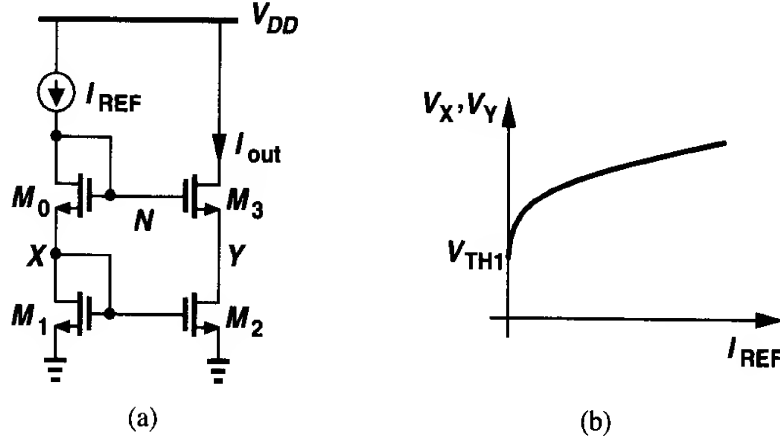 V_DD
I_REF
I_out
M_0
N
M_3
X
Y
M_1
M_2
(a)
V_X , V_Y
V_TH1
I_REF
(b)